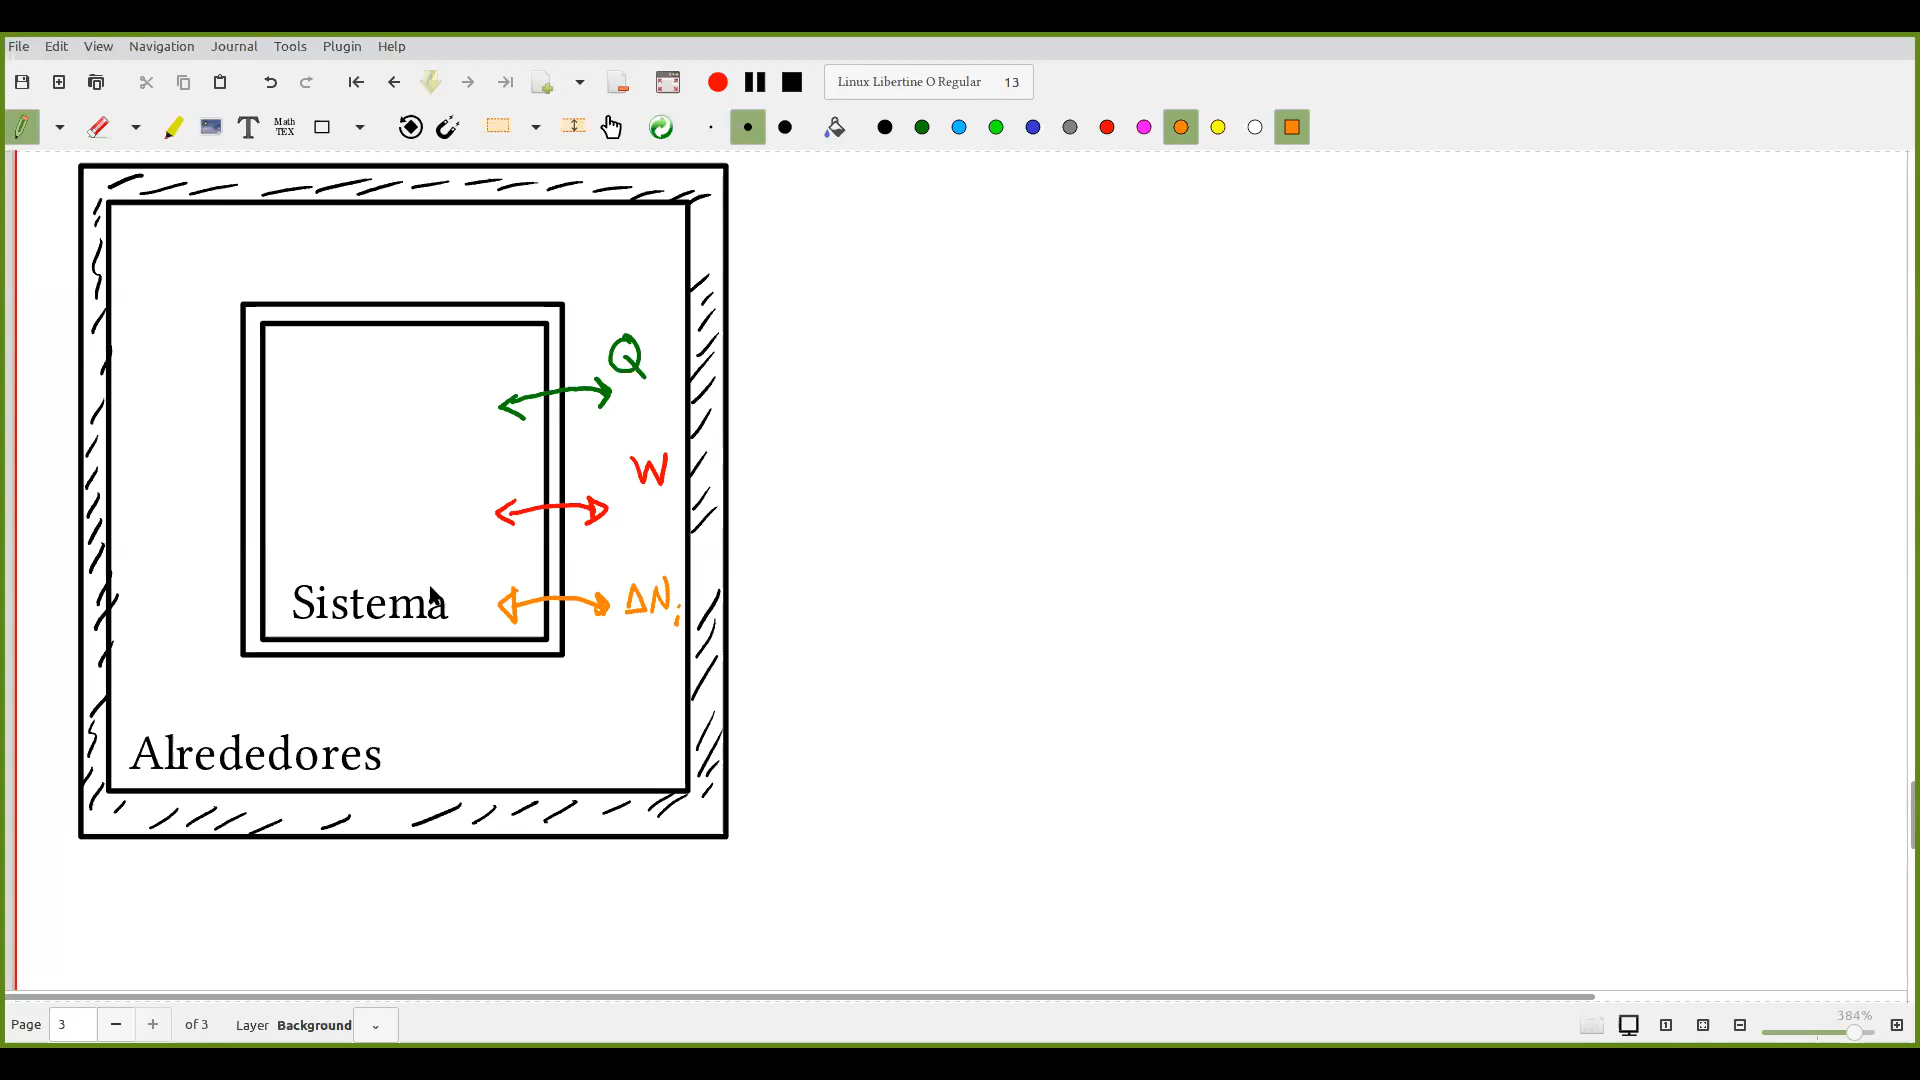 File Edit View Navigation Journal Tools Plugin Help
Linux Libertine O Regular 13
T Math TEX
Q
W
Sistema
ΔNi
Alrededores
384%
Page 3 of 3 Layer Background